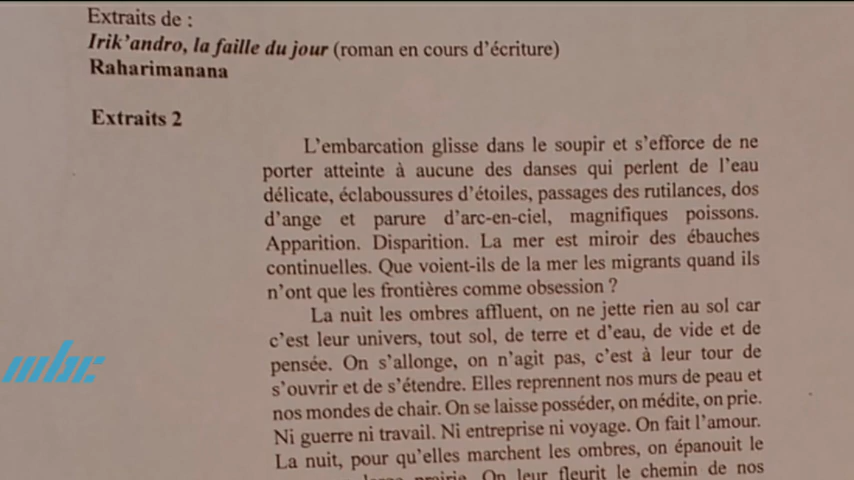 Extraits de :
Irik'andro, la faille du jour (roman en cours d'écriture)
Raharimanana
Extraits 2
L'embarcation glisse dans le soupir et s'efforce de ne
porter atteinte à aucune des danses qui perlent de l'eau
délicate, éclaboussures d'étoiles, passages des rutilances, dos
d'ange et parure d'arc-en-ciel, magnifiques poissons.
Apparition. Disparition. La mer est miroir des ébauches
continuelles. Que voient-ils de la mer les migrants quand ils
n'ont que les frontières comme obsession ?
La nuit les ombres affluent, on ne jette rien au sol car
c'est leur univers, tout sol, de terre et d'eau, de vide et de
pensée. On s'allonge, on n'agit pas, c'est à leur tour de
s'ouvrir et de s'étendre. Elles reprennent nos murs de peau et
nos mondes de chair. On se laisse posséder, on médite, on prie.
Ni guerre ni travail. Ni entreprise ni voyage. On fait l'amour.
La nuit, pour qu'elles marchent les ombres, on épanouit le
prairie. On leur fleurit le chemin de nos
mbc